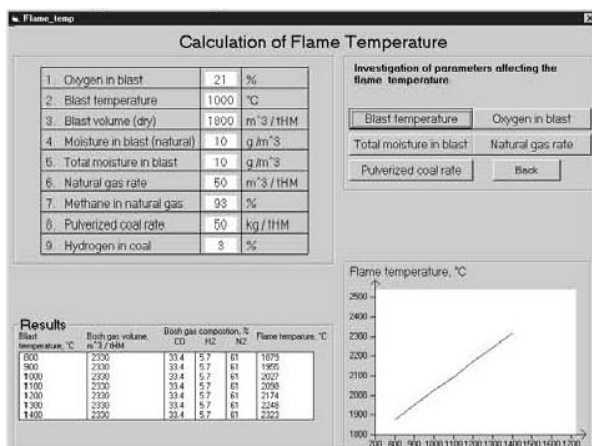 Flame_temp
Calculation of Flame Temperature
1. Oxygen in blast 21 %
2. Blast temperature 1000 °C
3. Blast volume (dry) 1800 m^3 / tHM
4. Moisture in blast (natural) 10 g/m^3
5. Total moisture in blast 10 g/m^3
6. Natural gas rate 50 m^3 / tHM
7. Methane in natural gas 93 %
8. Pulverized coal rate 50 kg / tHM
9. Hydrogen in coal 3 %
Investigation of parameters affecting the
flame temperature
Blast temperature Oxygen in blast
Total moisture in blast Natural gas rate
Pulverized coal rate Back
Results
Blast Bosh gas volume, Bosh gas compostion, % Flame temperature, °C
temperature, °C m^3 / tHM CO H2 N2
800 2330 33.4 5.7 61 1879
900 2330 33.4 5.7 61 1955
1000 2330 33.4 5.7 61 2027
1100 2330 33.4 5.7 61 2098
1200 2330 33.4 5.7 61 2174
1300 2330 33.4 5.7 61 2248
1400 2330 33.4 5.7 61 2323
Flame temperature, °C
2500
2400
2300
2200
2100
2000
1900
1800
700 800 900 1000 1100 1200 1300 1400 1500 1600 1700